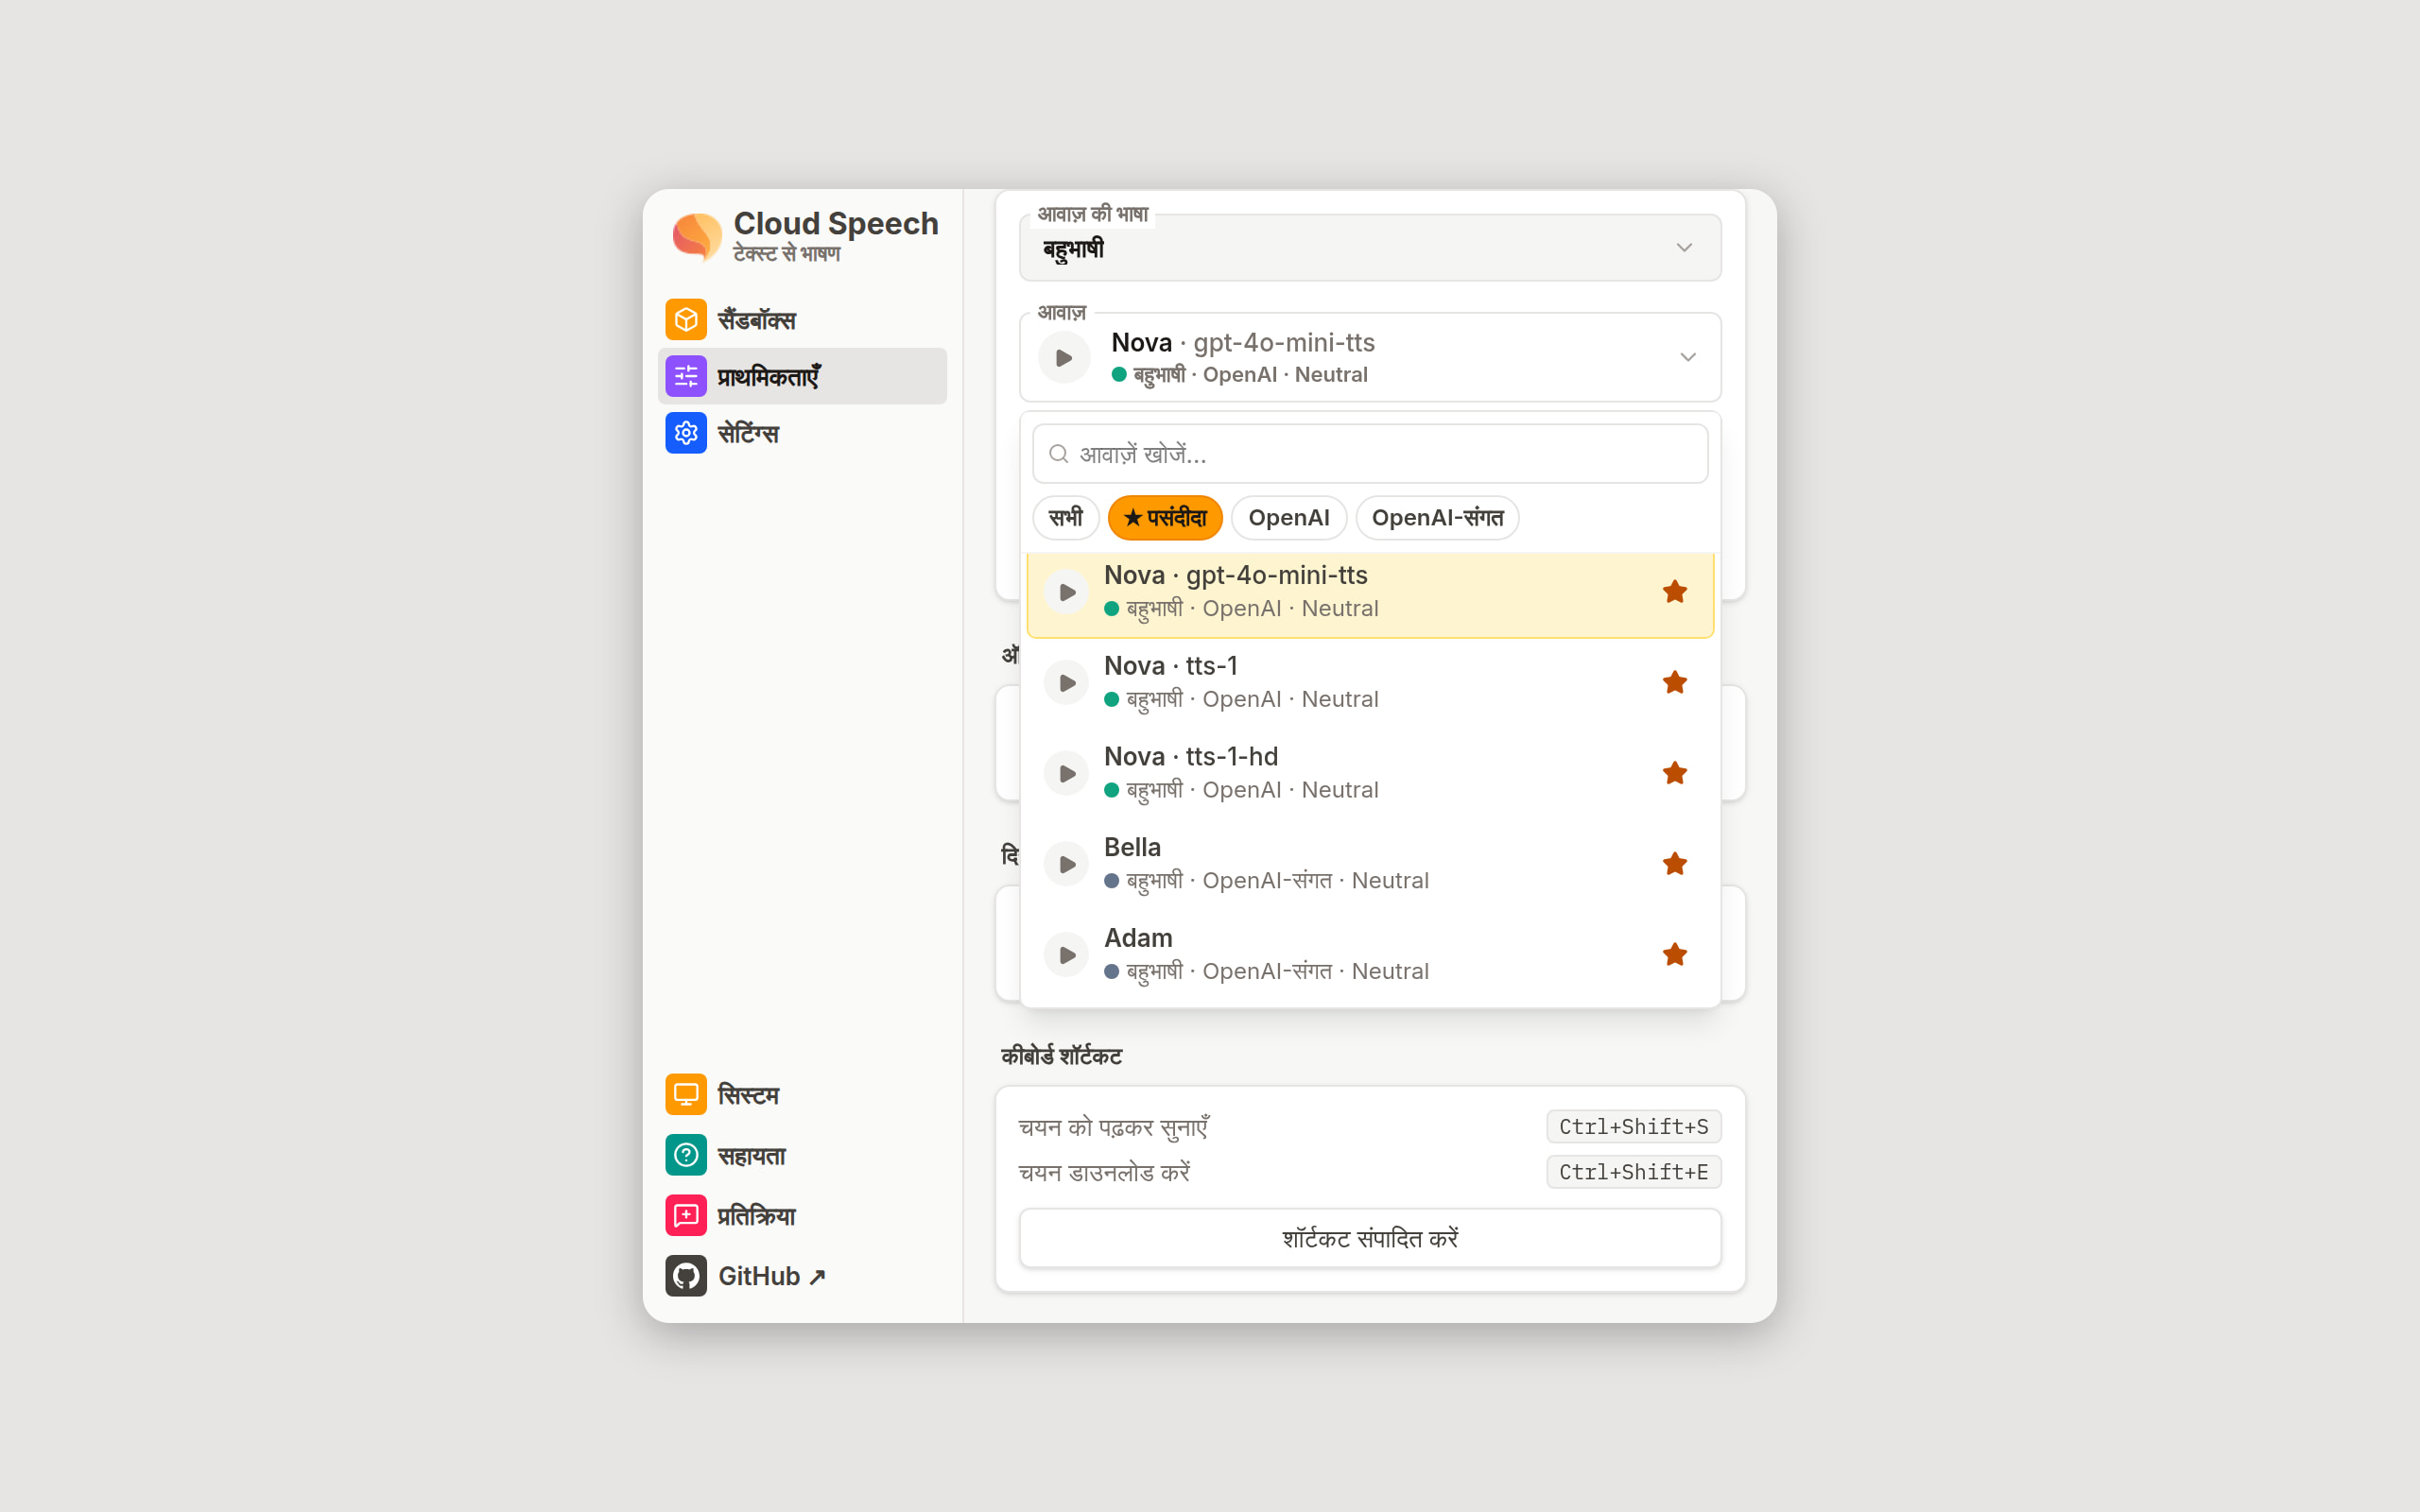 Cloud Speech
टेक्स्ट से भाषण
सैंडबॉक्स
प्राथमिकताएँ
सेटिंग्स
सिस्टम
सहायता
प्रतिक्रिया
GitHub ↗
आवाज़ की भाषा
बहुभाषी
आवाज़
Nova · gpt-4o-mini-tts
बहुभाषी · OpenAI · Neutral
आवाज़ें खोजें...
सभी ★ पसंदीदा OpenAI OpenAI-संगत
Nova · gpt-4o-mini-tts
बहुभाषी · OpenAI · Neutral
Nova · tts-1
बहुभाषी · OpenAI · Neutral
Nova · tts-1-hd
बहुभाषी · OpenAI · Neutral
Bella
बहुभाषी · OpenAI-संगत · Neutral
Adam
बहुभाषी · OpenAI-संगत · Neutral
कीबोर्ड शॉर्टकट
चयन को पढ़कर सुनाएँ Ctrl+Shift+S
चयन डाउनलोड करें Ctrl+Shift+E
शॉर्टकट संपादित करें